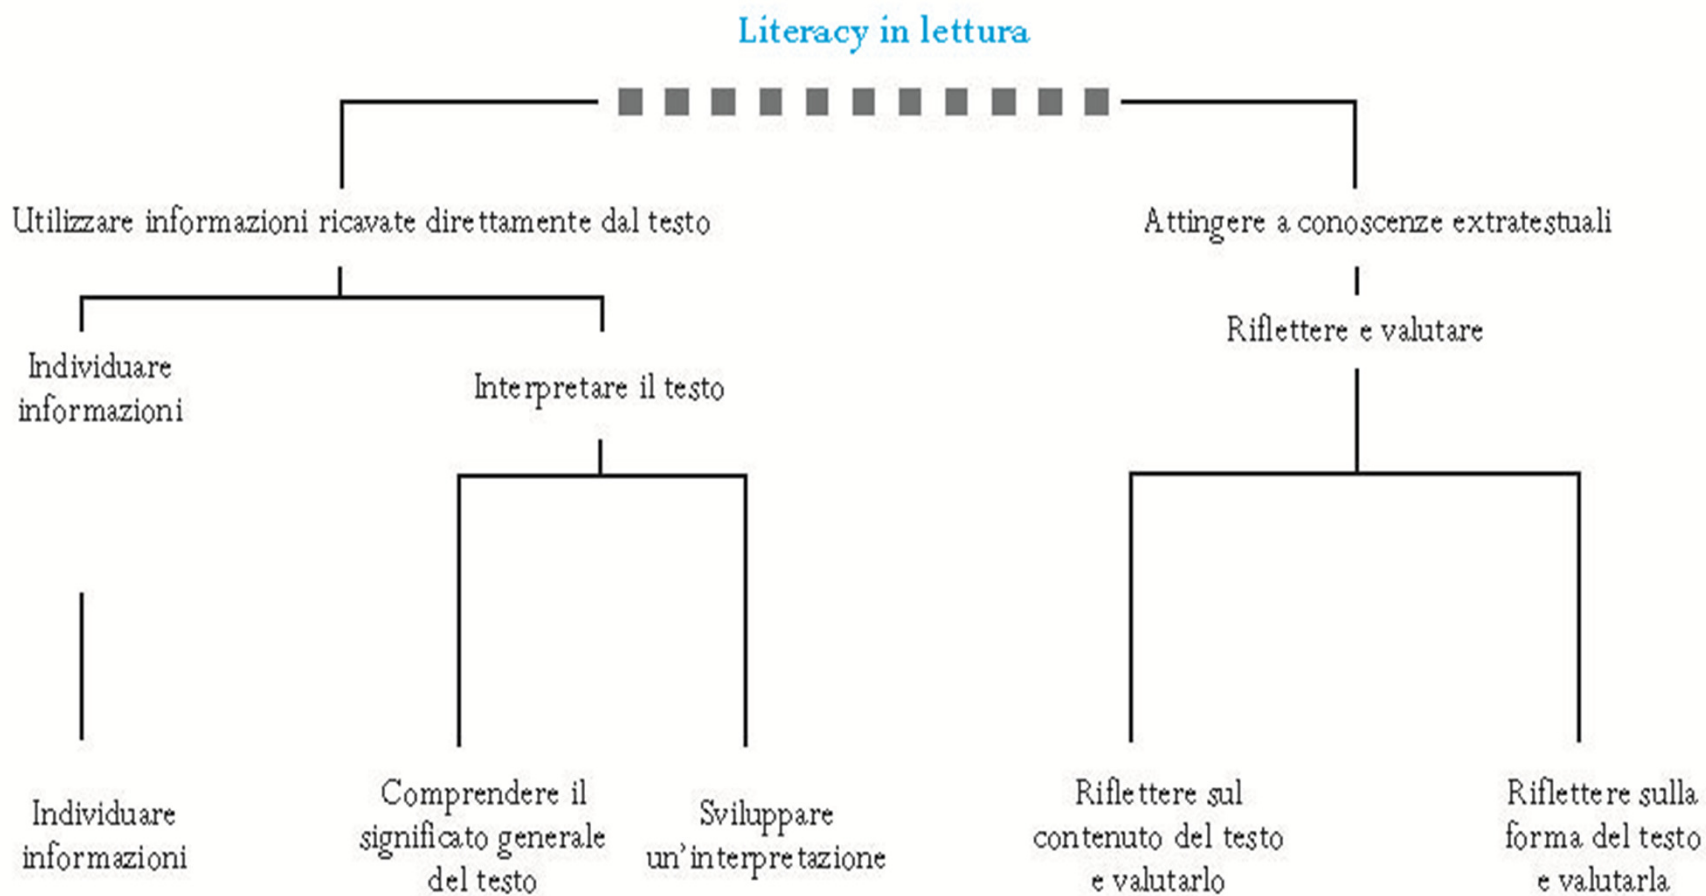 Literacy in lettura
Utilizzare informazioni ricavate direttamente dal testo
Attingere a conoscenze extratestuali
Individuare
informazioni
Interpretare il testo
Riflettere e valutare
Individuare
informazioni
Comprendere il
significato generale
del testo
Sviluppare
un'interpretazione
Riflettere sul
contenuto del testo
e valutarlo
Riflettere sulla
forma del testo
e valutarla